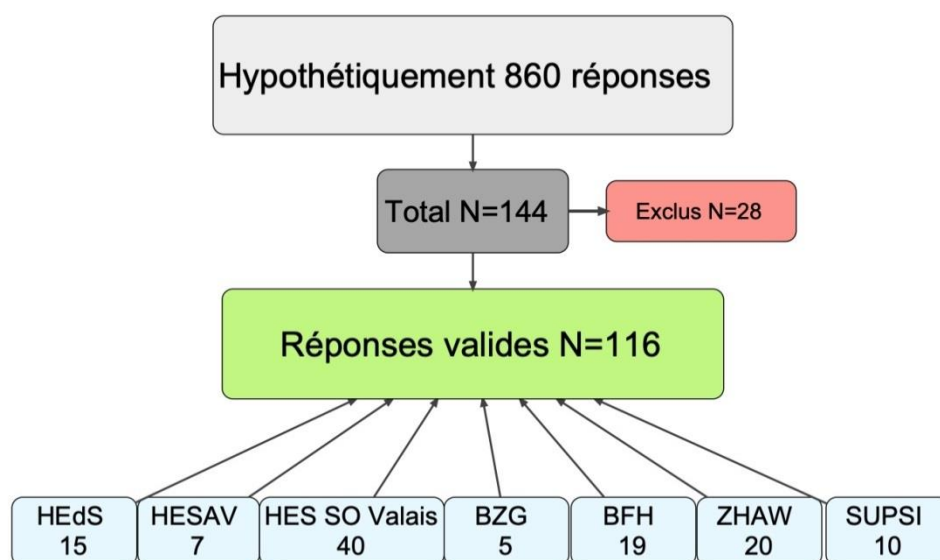 Hypothétiquement 860 réponses
Total N=144
Exclus N=28
Réponses valides N=116
HEdS
15
HESAV
7
HES SO Valais
40
BZG
5
BFH
19
ZHAW
20
SUPSI
10